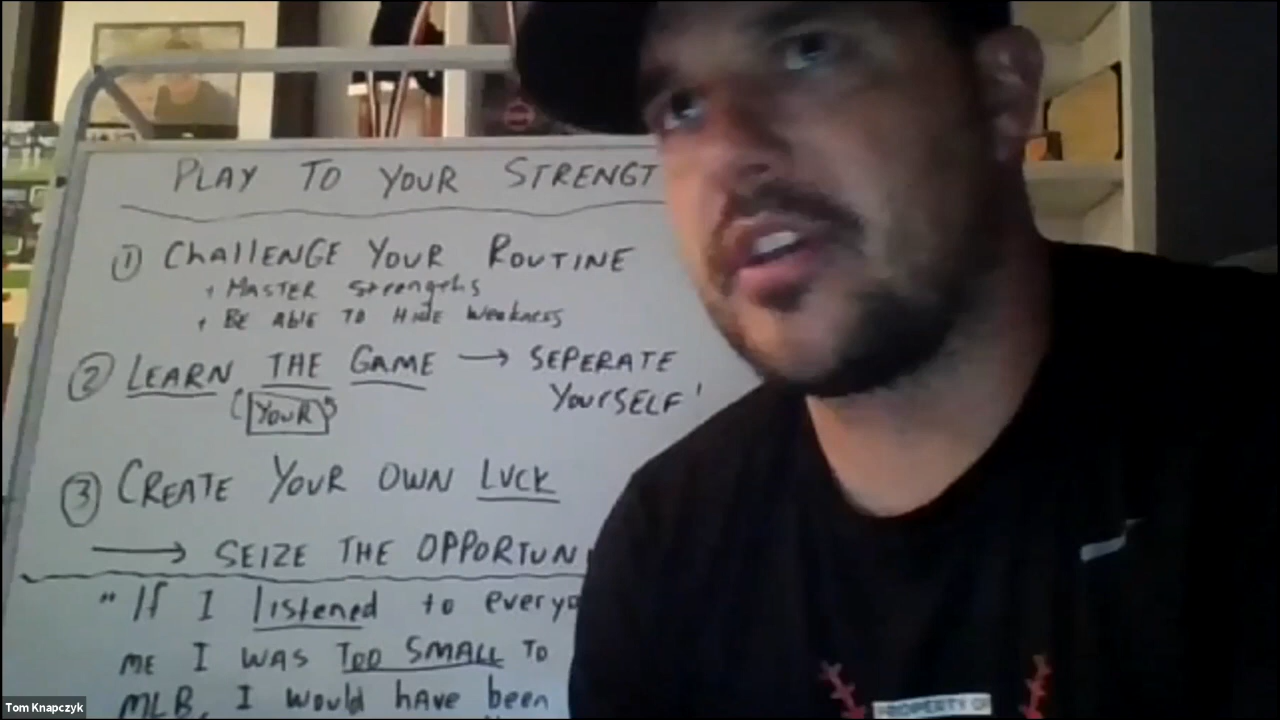 PLAY TO YOUR STRENGT
① CHALLENGE YOUR ROUTINE
+ MASTER strengths
+ BE ABLE TO HIDE Weakness
② LEARN THE GAME → SEPERATE
(YOUR)
YourSELF'
③ CREATE YOUR OWN LUCK
→ SEIZE THE OPPORTUN
"If I listened to everyo
ME I WAS TOO SMALL TO
MLB, I would have been
PROPERTY OF
Tom Knapczyk